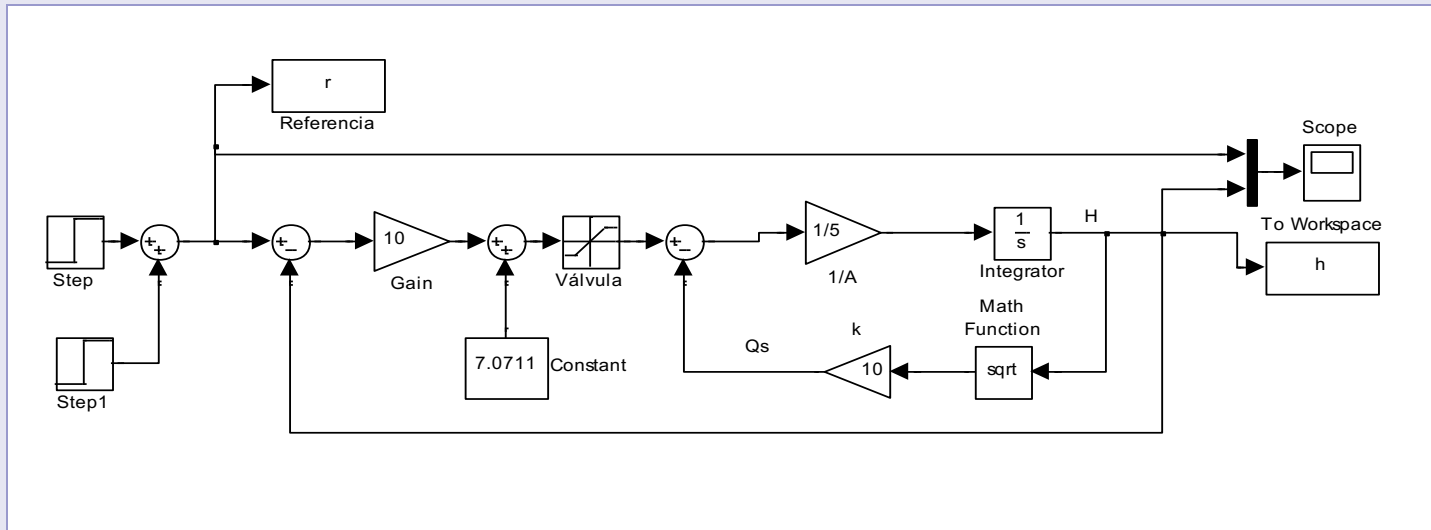 r
Referencia
Scope
To Workspace
h
Step
Step1
10
Gain
7.0711
Constant
Válvula
1/5
1/A
1
s
Integrator
H
Math
Function
sqrt
k
10
Qs